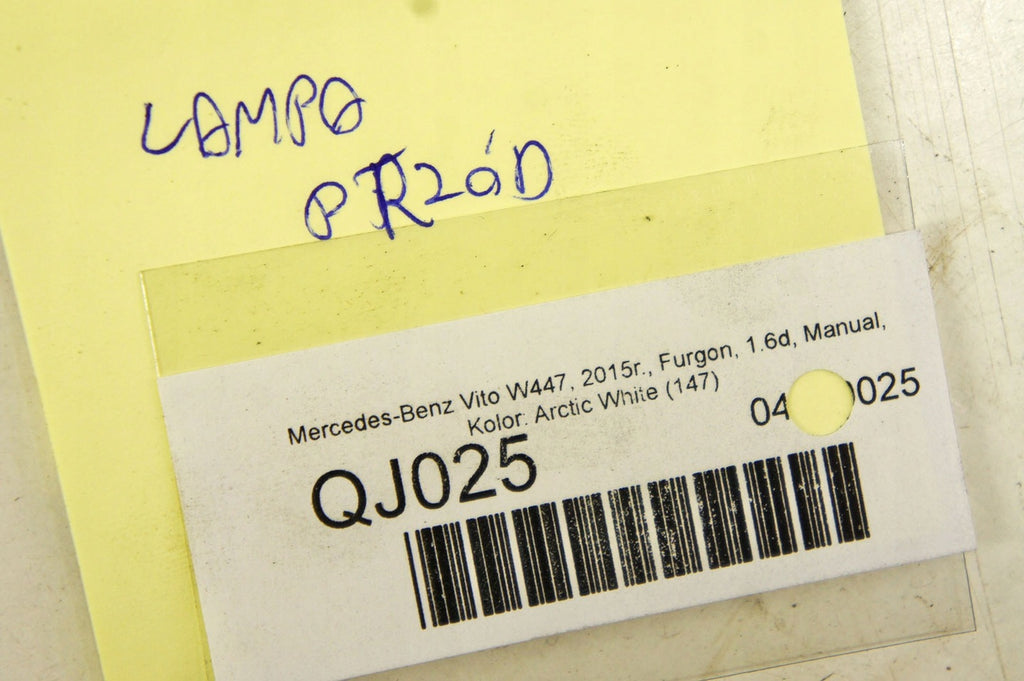 LAMPA
PRZÓD
Mercedes-Benz Vito W447, 2015r., Furgon, 1.6d, Manual,
Kolor: Arctic White (147)
QJ025